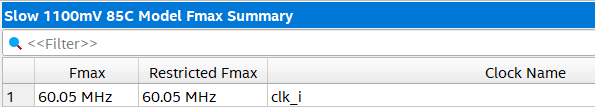 Slow 1100mV 85C Model Fmax Summary
<<Filter>>
Fmax Restricted Fmax Clock Name
1 60.05 MHz 60.05 MHz clk_i